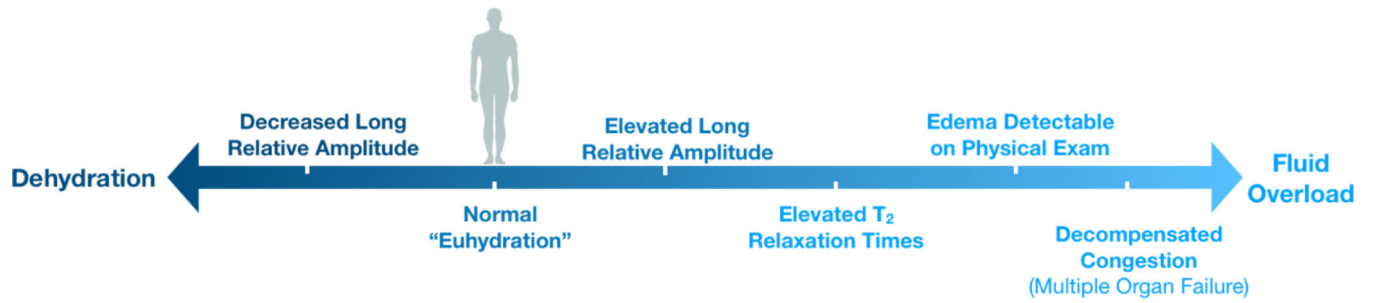 Dehydration
Decreased Long
Relative Amplitude
Normal
“Euhydration”
Elevated Long
Relative Amplitude
Elevated T₂
Relaxation Times
Edema Detectable
on Physical Exam
Decompensated
Congestion
(Multiple Organ Failure)
Fluid
Overload